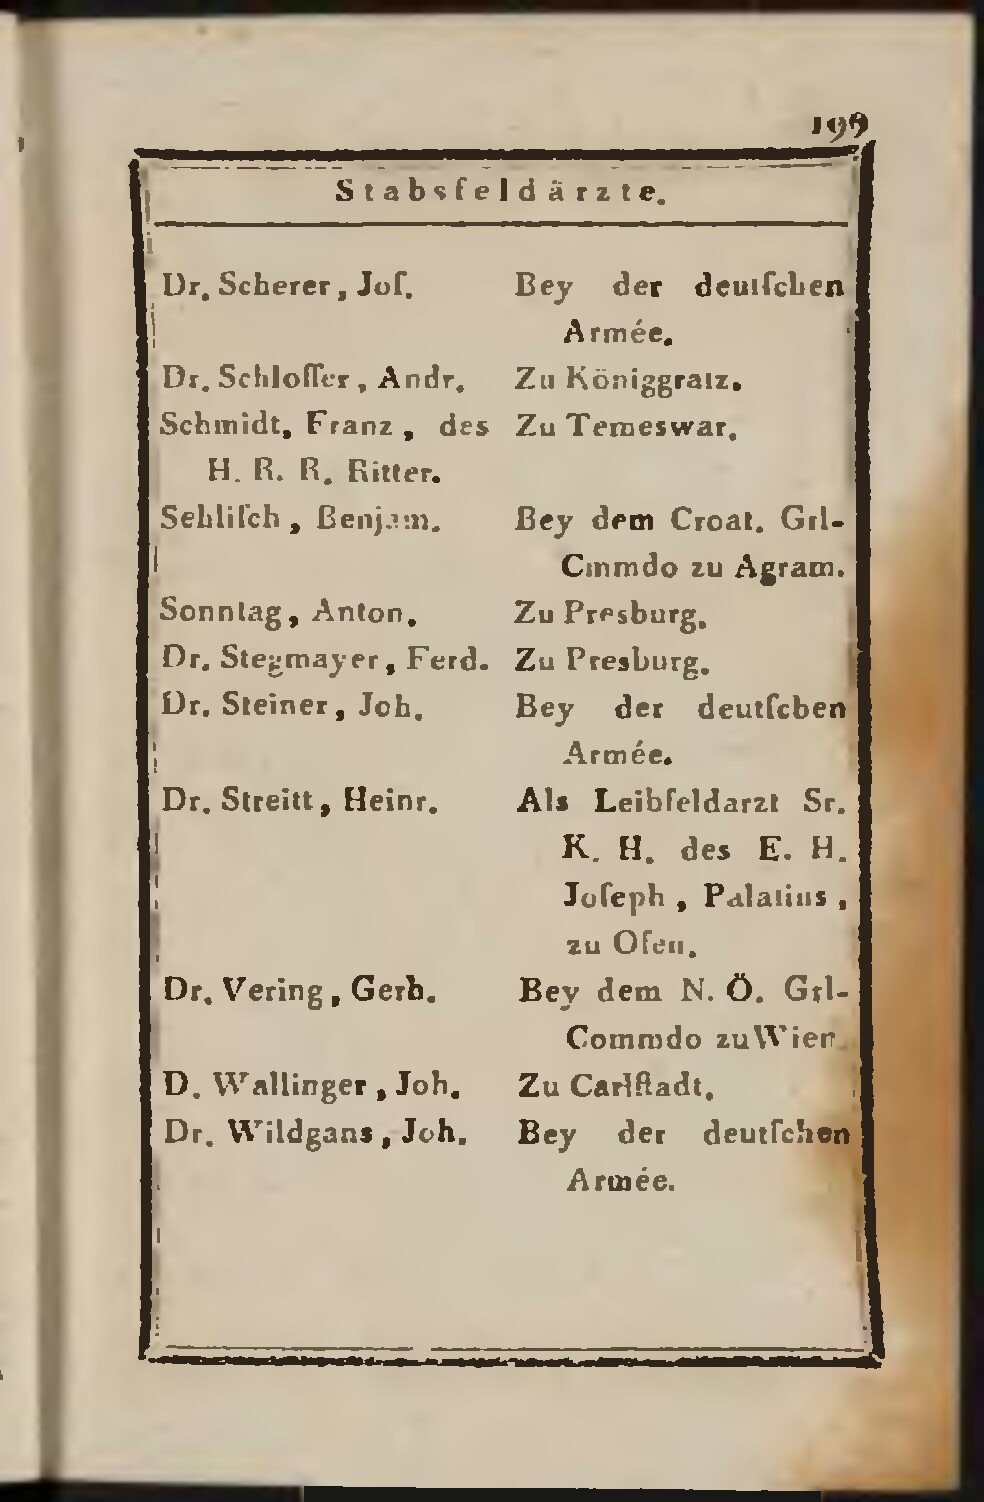 199
Stabsfeldärzte.
Dr. Scherer, Joſ. Bey der deutſchen
Armée.
Dr. Schloſſer, Andr. Zu Königgratz.
Schmidt, Franz, des Zu Temeswar.
H. R. R. Ritter.
Sehliſch, Benjam. Bey dem Croat. Grl-
Cmmdo zu Agram.
Sonntag, Anton. Zu Presburg.
Dr. Stegmayer, Ferd. Zu Presburg.
Dr. Steiner, Joh. Bey der deutſchen
Armée.
Dr. Streitt, Heinr. Als Leibfeldarzt Sr.
K. H. des E. H.
Joſeph, Palatins,
zu Ofen.
Dr. Vering, Gerh. Bey dem N. Ö. Grl-
Commdo zu Wien.
D. Wallinger, Joh. Zu Carlſtadt.
Dr. Wildgans, Joh. Bey der deutſchen
Armée.